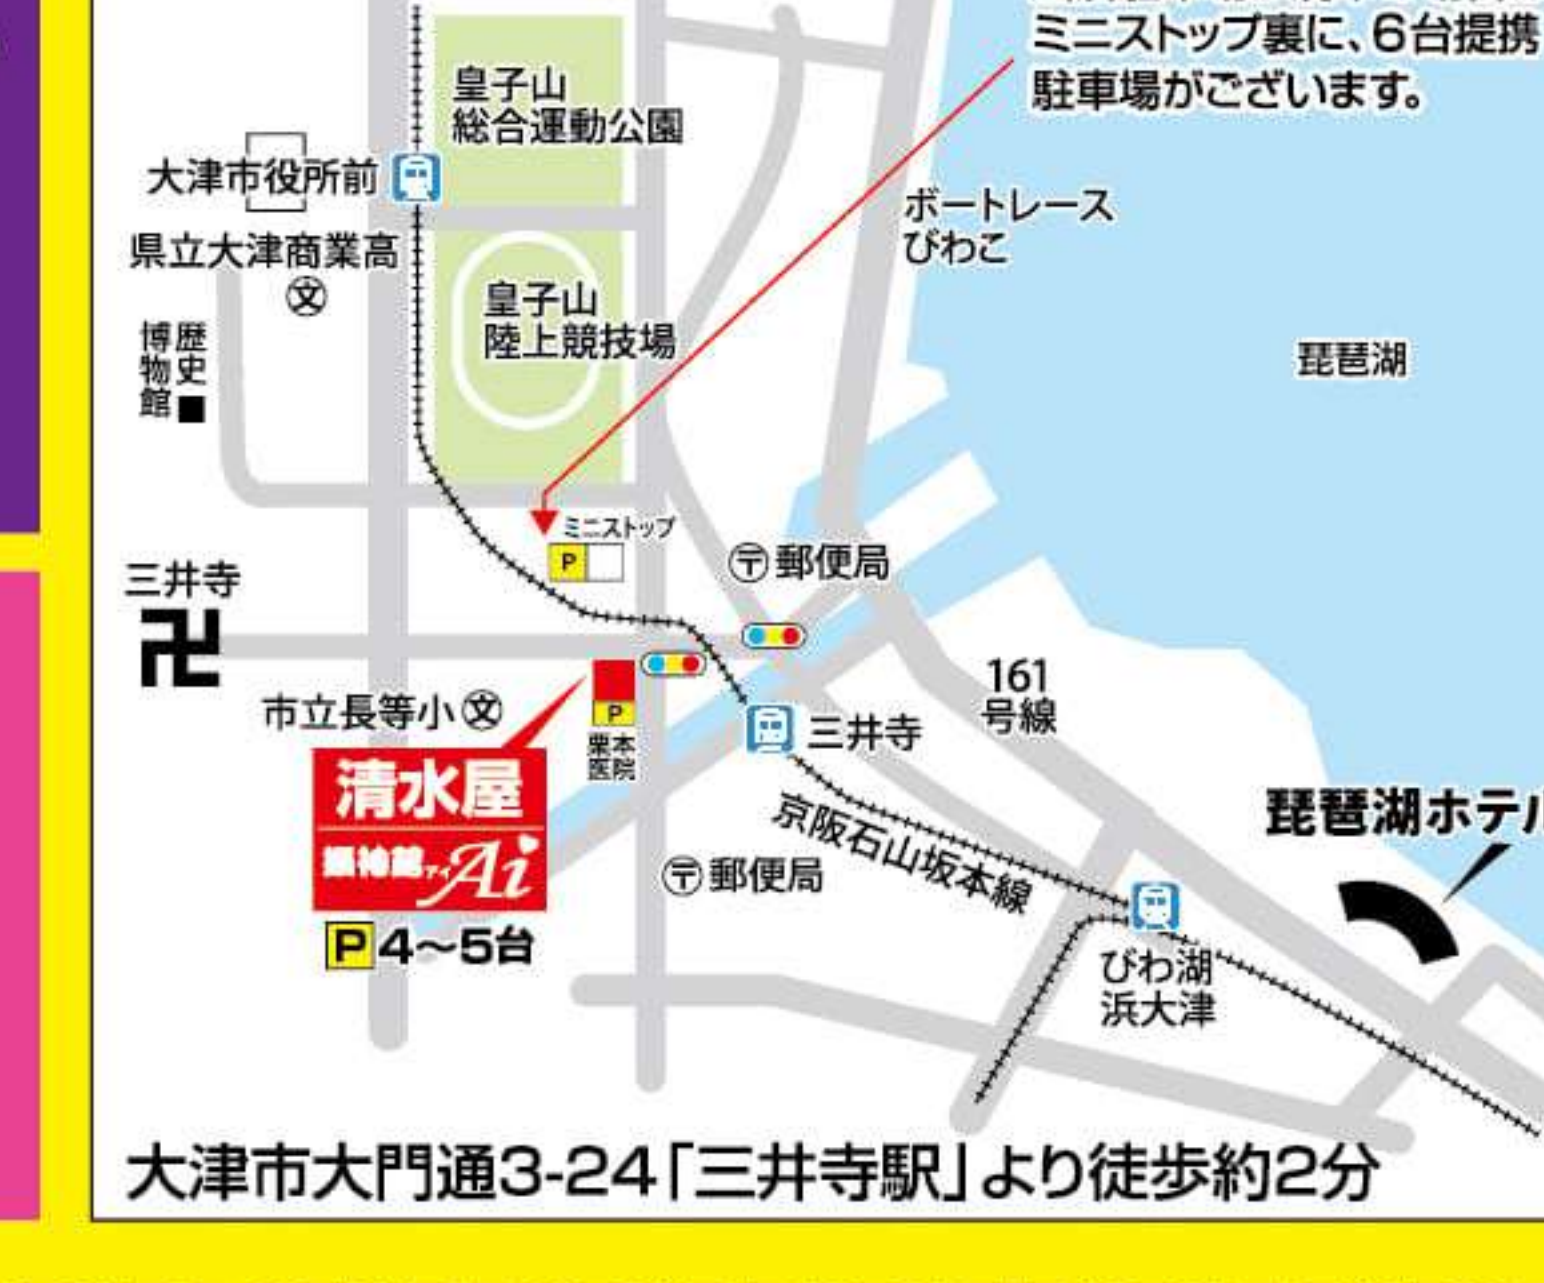 ミニストップ裏に、6台提携
駐車場がございます。
皇子山
総合運動公園
大津市役所前
県立大津商業高
文
歴史
博物館
皇子山
陸上競技場
ボートレース
びわこ
琵琶湖
ミニストップ
P
〒郵便局
三井寺
卍
市立長等小文
P
栗本
医院
清水屋
アイ Ai
P4〜5台
三井寺
161
号線
京阪石山坂本線
〒郵便局
琵琶湖ホテル
びわ湖
浜大津
大津市大門通3-24「三井寺駅」より徒歩約2分